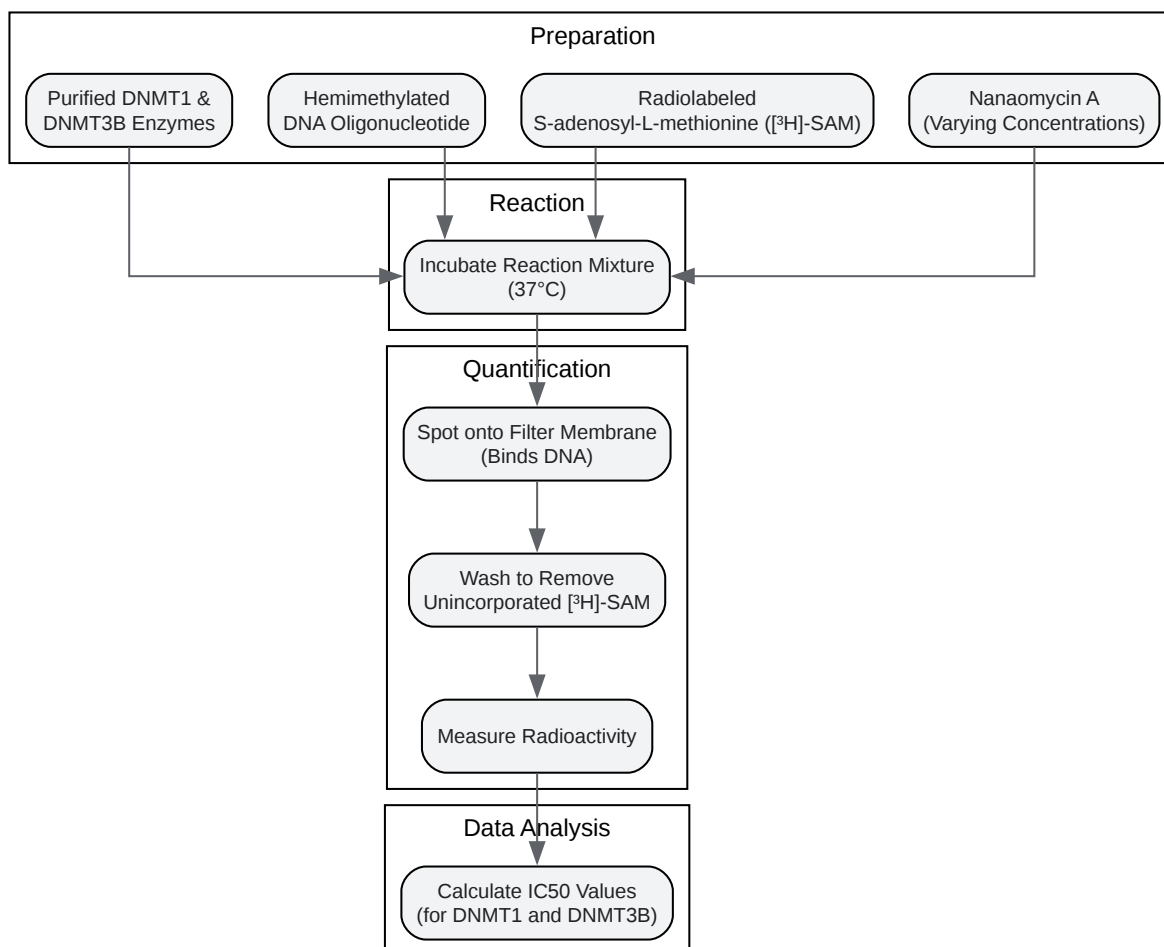 Preparation
Purified DNMT1 &
DNMT3B Enzymes
Hemimethylated
DNA Oligonucleotide
Radiolabeled
S-adenosyl-L-methionine ([³H]-SAM)
Nanaomycin A
(Varying Concentrations)
Reaction
Incubate Reaction Mixture
(37°C)
Quantification
Spot onto Filter Membrane
(Binds DNA)
Wash to Remove
Unincorporated [³H]-SAM
Measure Radioactivity
Data Analysis
Calculate IC50 Values
(for DNMT1 and DNMT3B)